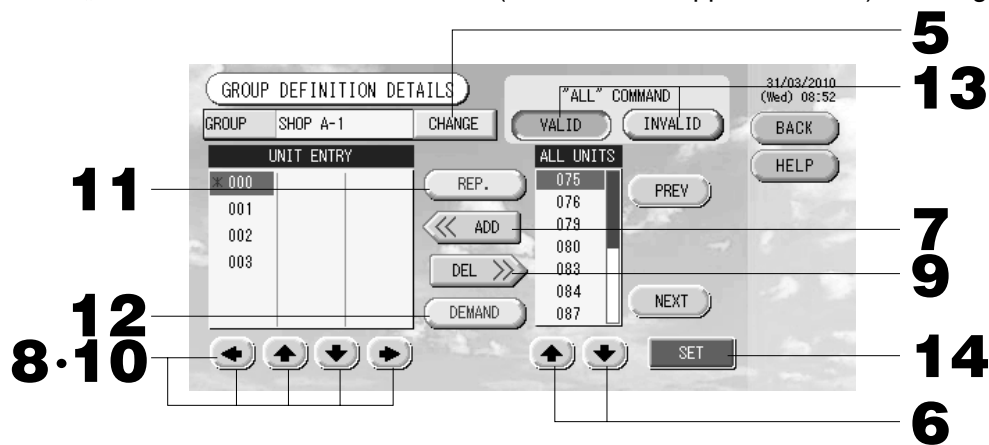 5
GROUP DEFINITION DETAILS
"ALL" COMMAND
31/03/2010
(Wed) 08:52
13
GROUP SHOP A-1 CHANGE
VALID INVALID
BACK
UNIT ENTRY
ALL UNITS
HELP
11
* 000
001
002
003
REP.
ADD
DEL
DEMAND
075
076
079
080
083
084
087
PREV
NEXT
7
9
12
8·10
SET
14
6